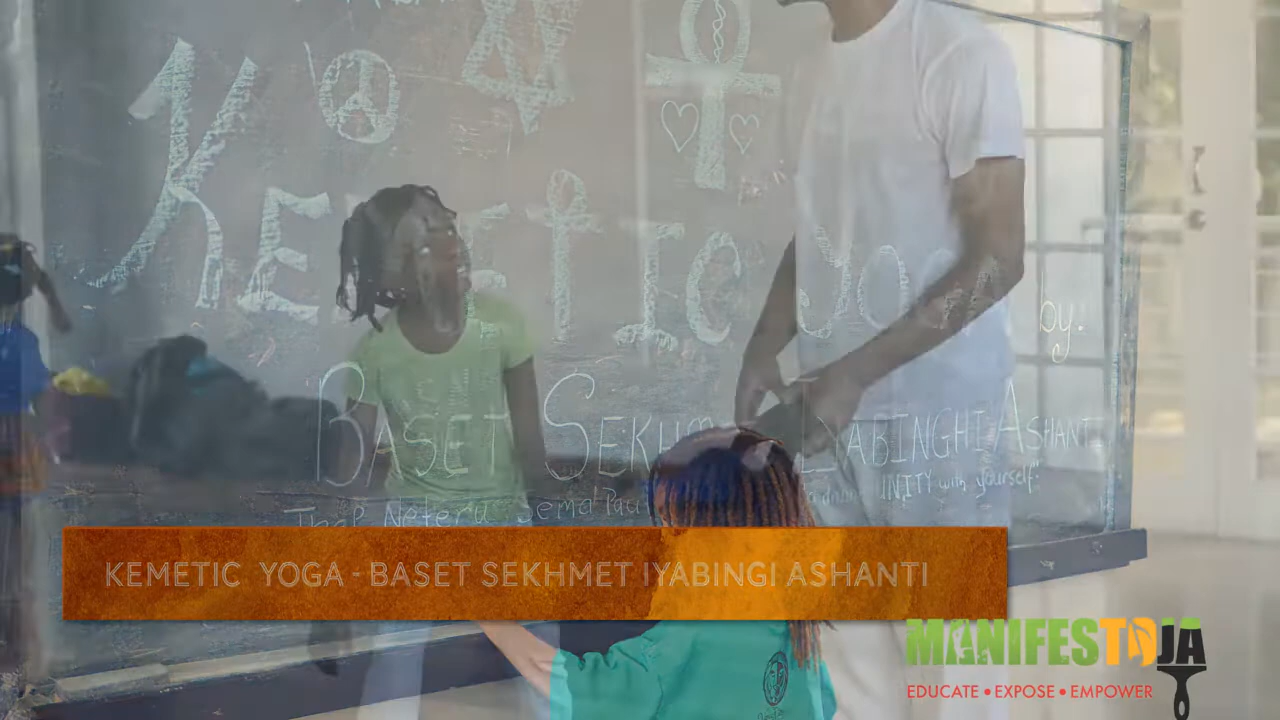 KEMETIC YOGA
by:
BASET SEKHM IYABINGHI ASHANTI
UNITY with yourself"
KEMETIC YOGA - BASET SEKHMET IYABINGI ASHANTI
MANIFESTOJA
EDUCATE • EXPOSE • EMPOWER